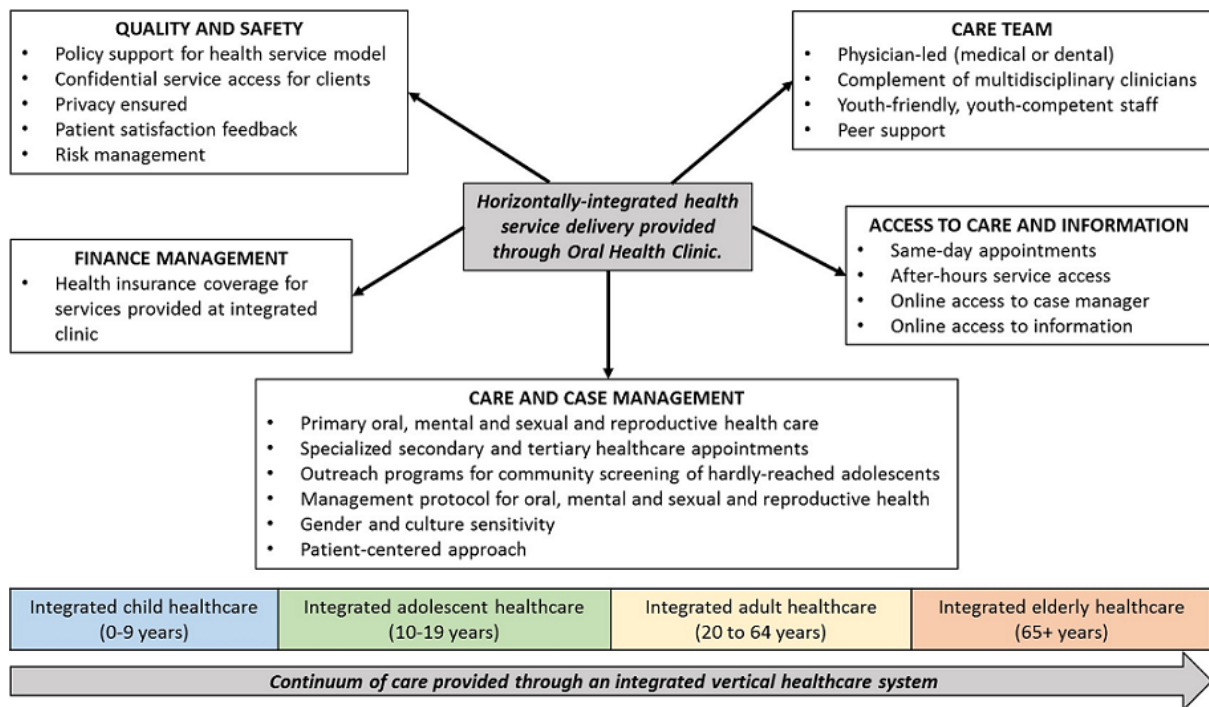 QUALITY AND SAFETY
• Policy support for health service model
• Confidential service access for clients
• Privacy ensured
• Patient satisfaction feedback
• Risk management
CARE TEAM
• Physician-led (medical or dental)
• Complement of multidisciplinary clinicians
• Youth-friendly, youth-competent staff
• Peer support
Horizontally-integrated health
service delivery provided
through Oral Health Clinic.
FINANCE MANAGEMENT
• Health insurance coverage for
services provided at integrated
clinic
ACCESS TO CARE AND INFORMATION
• Same-day appointments
• After-hours service access
• Online access to case manager
• Online access to information
CARE AND CASE MANAGEMENT
• Primary oral, mental and sexual and reproductive health care
• Specialized secondary and tertiary healthcare appointments
• Outreach programs for community screening of hardly-reached adolescents
• Management protocol for oral, mental and sexual and reproductive health
• Gender and culture sensitivity
• Patient-centered approach
Integrated child healthcare
(0-9 years)
Integrated adolescent healthcare
(10-19 years)
Integrated adult healthcare
(20 to 64 years)
Integrated elderly healthcare
(65+ years)
Continuum of care provided through an integrated vertical healthcare system